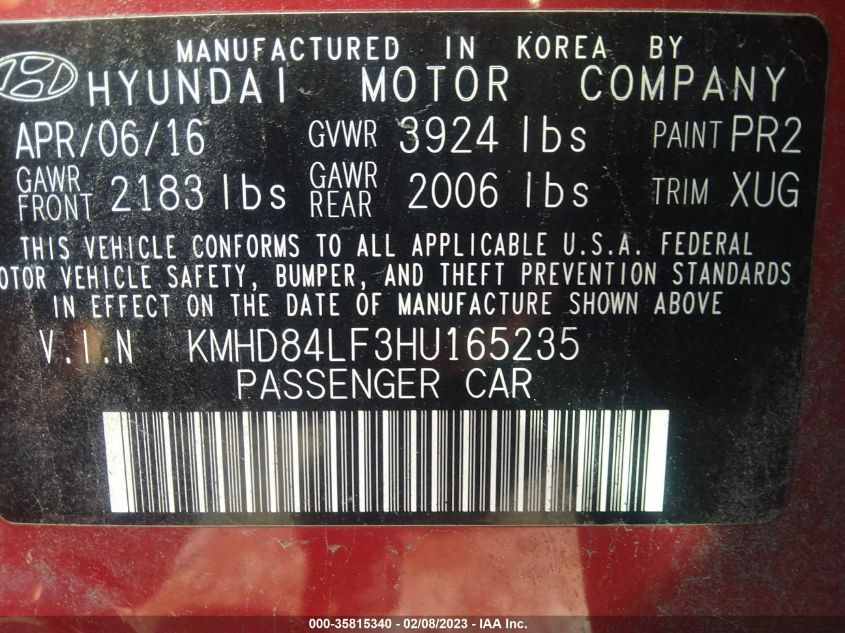 MANUFACTURED IN KOREA BY
HYUNDAI MOTOR COMPANY
APR/06/16 GVWR 3924 lbs PAINT PR2
GAWR FRONT 2183 lbs GAWR REAR 2006 lbs TRIM XUG
THIS VEHICLE CONFORMS TO ALL APPLICABLE U.S.A. FEDERAL
OTOR VEHICLE SAFETY, BUMPER, AND THEFT PREVENTION STANDARDS
IN EFFECT ON THE DATE OF MANUFACTURE SHOWN ABOVE
V.I.N KMHD84LF3HU165235
PASSENGER CAR
000-35815340 - 02/08/2023 - IAA Inc.